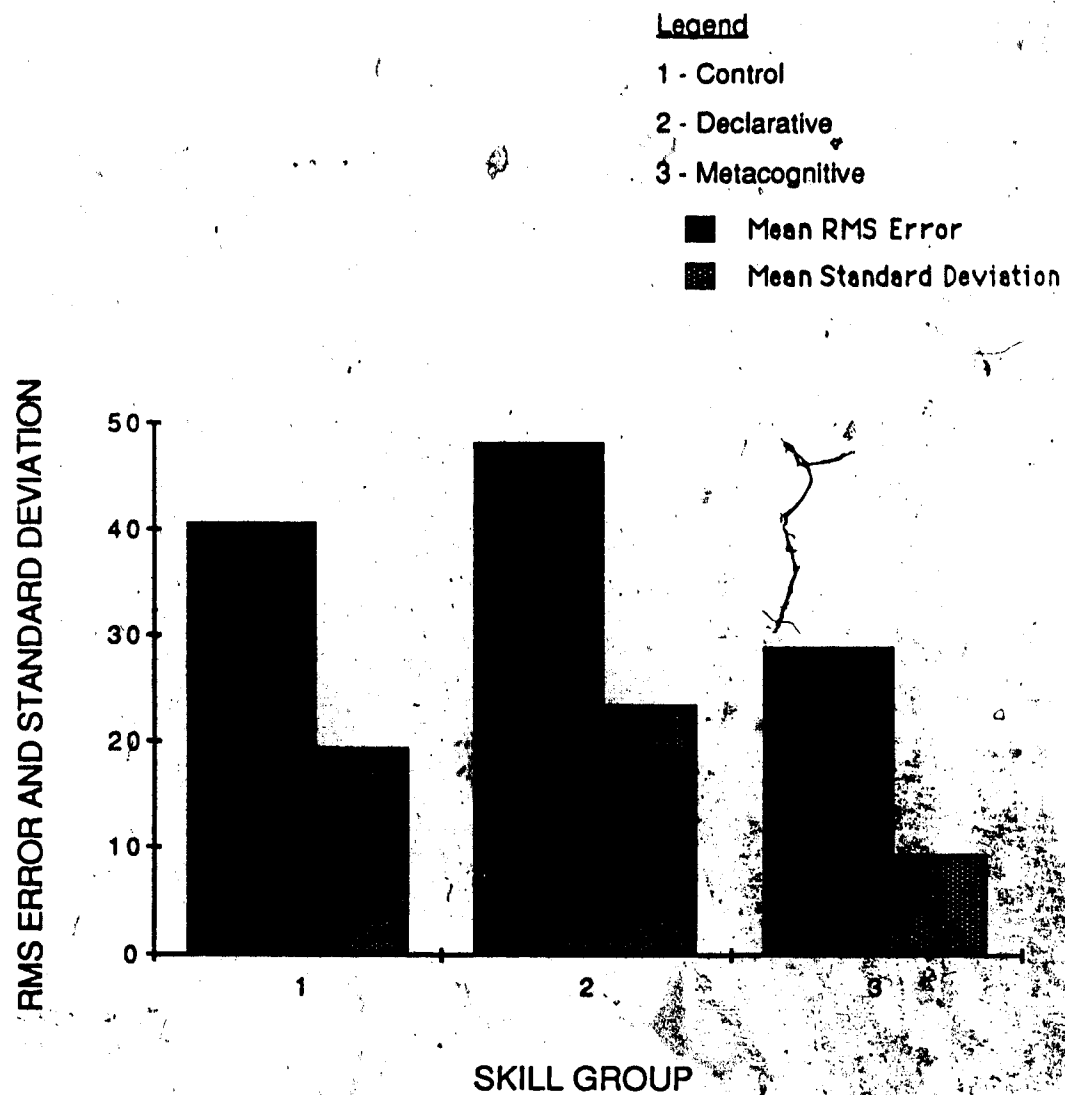 Legend
1 - Control
2 - Declarative
3 - Metacognitive
Mean RMS Error
Mean Standard Deviation
RMS ERROR AND STANDARD DEVIATION
50
40
30
20
10
0
1
2
3
SKILL GROUP